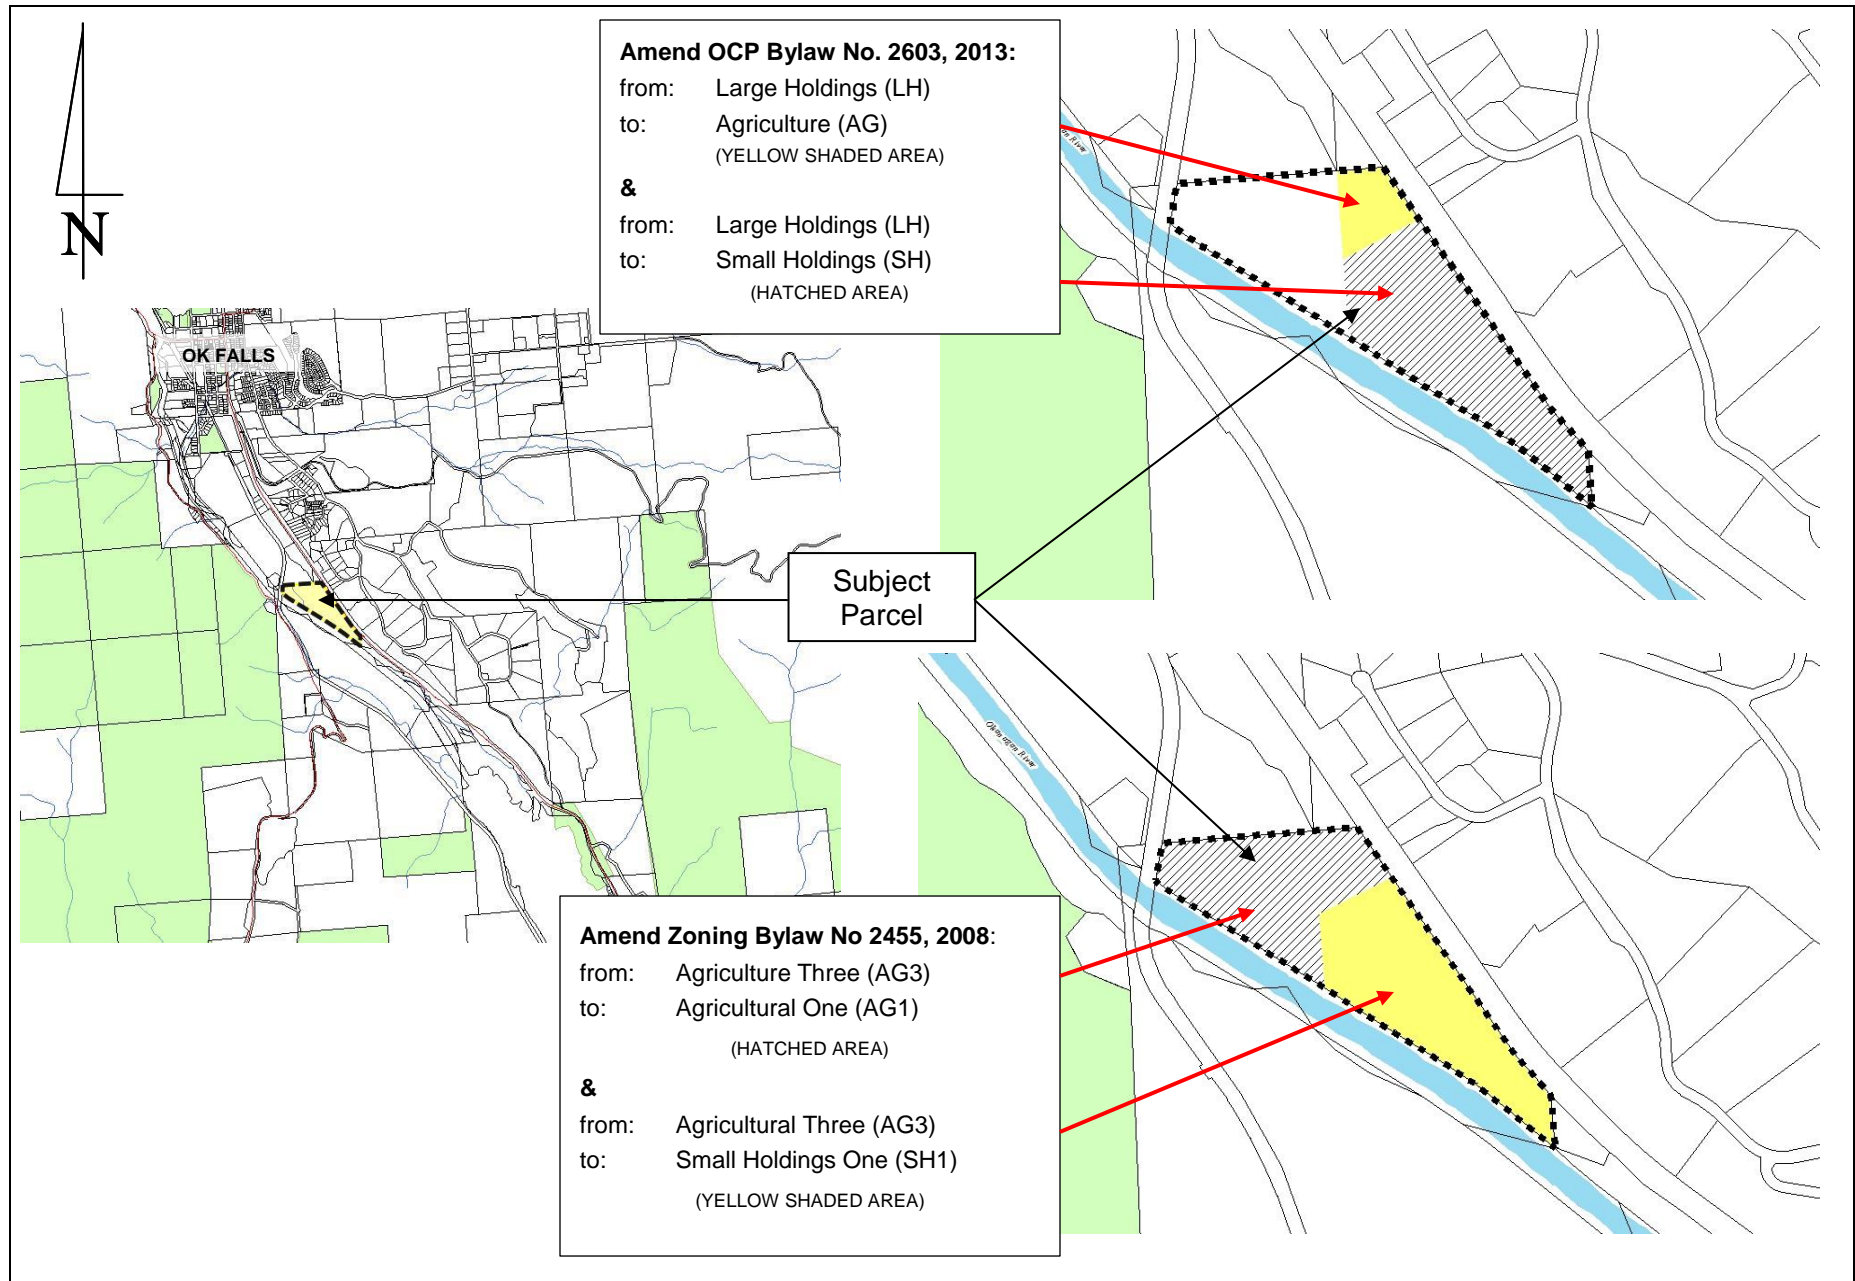 Amend OCP Bylaw No. 2603, 2013:
from: Large Holdings (LH)
to: Agriculture (AG)
(YELLOW SHADED AREA)
&
from: Large Holdings (LH)
to: Small Holdings (SH)
(HATCHED AREA)
N
River
OK FALLS
Subject
Parcel
Okanagan River
Amend Zoning Bylaw No 2455, 2008:
from: Agriculture Three (AG3)
to: Agricultural One (AG1)
(HATCHED AREA)
&
from: Agricultural Three (AG3)
to: Small Holdings One (SH1)
(YELLOW SHADED AREA)